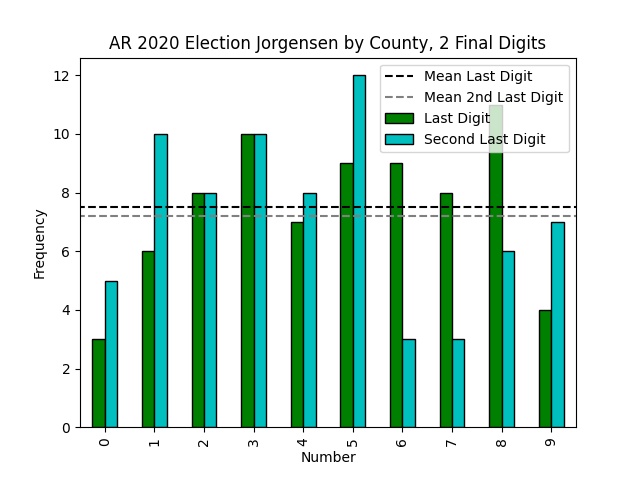 AR 2020 Election Jorgensen by County, 2 Final Digits
Mean Last Digit
Mean 2nd Last Digit
Last Digit
Second Last Digit
12
10
8
6
4
2
0
Frequency
0 1 2 3 4 5 6 7 8 9
Number